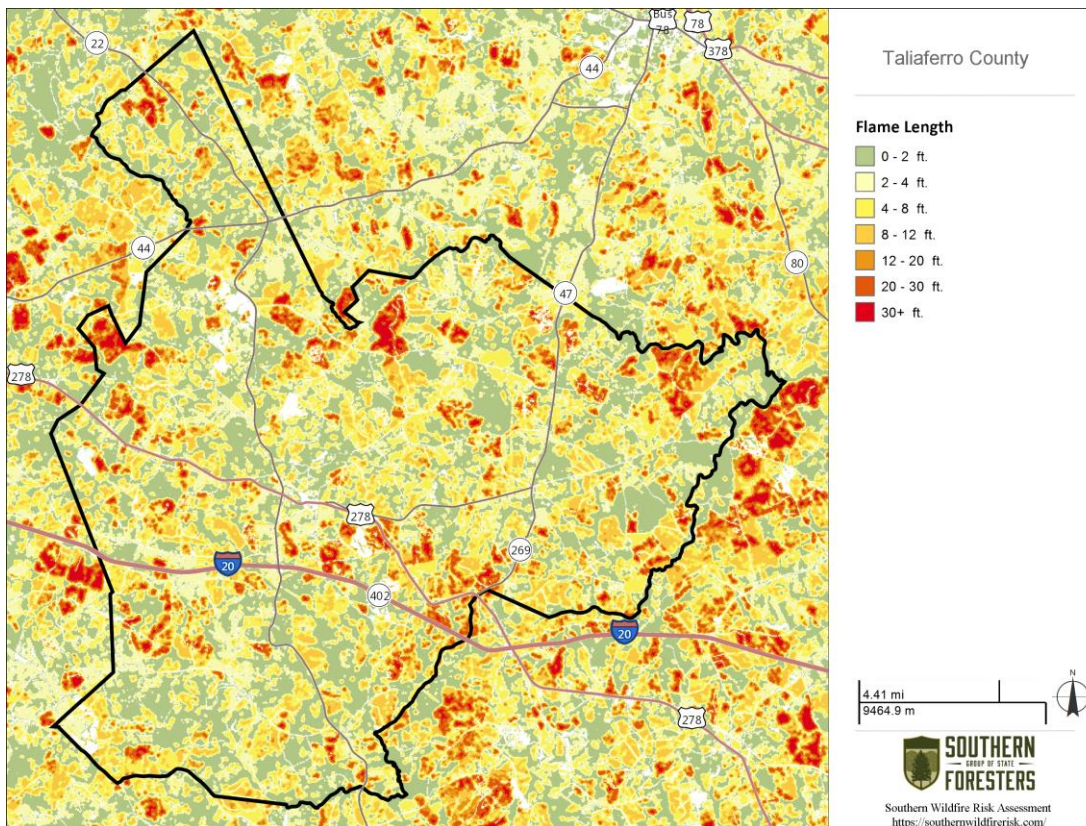 Taliaferro County
Flame Length
0 - 2 ft.
2 - 4 ft.
4 - 8 ft.
8 - 12 ft.
12 - 20 ft.
20 - 30 ft.
30+ ft.
22
Bus
78
78
378
44
44
80
47
278
278
269
20
402
20
278
4.41 mi
9464.9 m
N
SOUTHERN
GROUP OF STATE
FORESTERS
Southern Wildfire Risk Assessment
https://southernwildfirerisk.com/